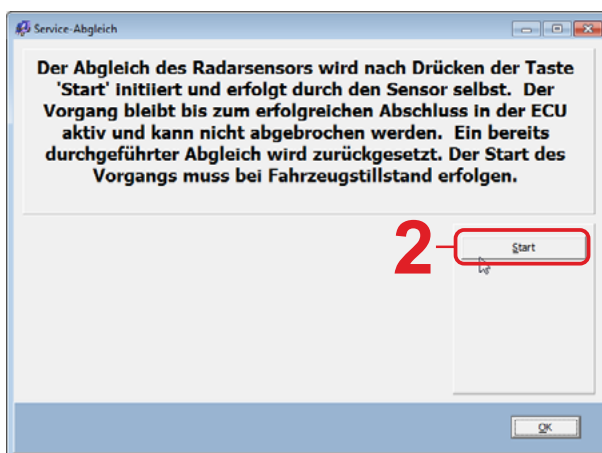 Service-Abgleich
Der Abgleich des Radarsensors wird nach Drücken der Taste
'Start' initiiert und erfolgt durch den Sensor selbst. Der
Vorgang bleibt bis zum erfolgreichen Abschluss in der ECU
aktiv und kann nicht abgebrochen werden. Ein bereits
durchgeführter Abgleich wird zurückgesetzt. Der Start des
Vorgangs muss bei Fahrzeugstillstand erfolgen.
2
Start
OK